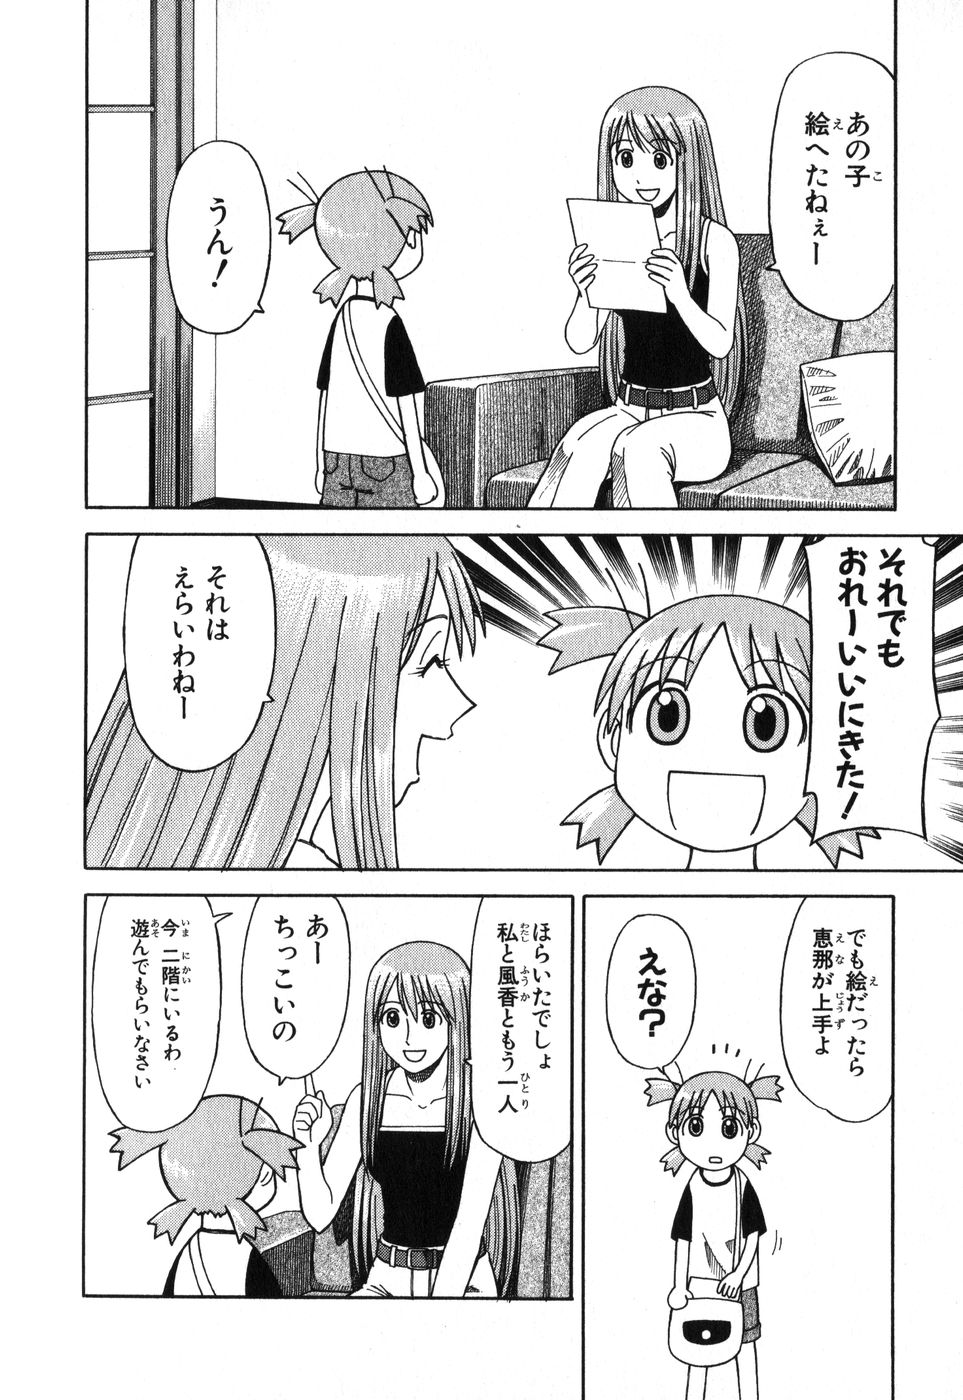 あの子
絵へたねぇー
うん！
それでも
おれーいいにきた！
それは
えらいわねー
でも絵だったら
恵那が上手よ
えな？
ほらいたでしょ
私と風香ともう一人
あー
ちっこいの
今 二階にいるわ
遊んでもらいなさい